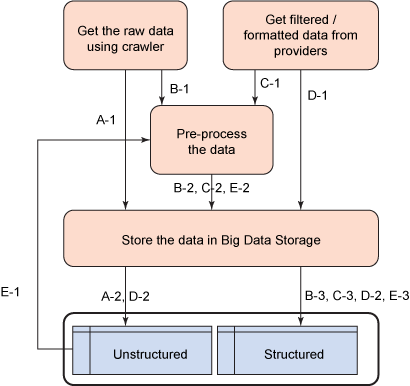 Get the raw data
using crawler
Get filtered /
formatted data from
providers
B-1
C-1
D-1
A-1
Pre-process
the data
B-2, C-2, E-2
Store the data in Big Data Storage
E-1
A-2, D-2
B-3, C-3, D-2, E-3
Unstructured
Structured